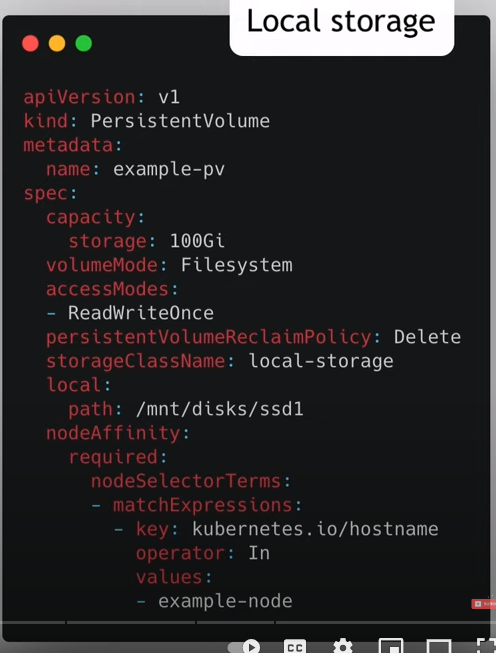 Local storage
apiVersion: v1
kind: PersistentVolume
metadata:
  name: example-pv
spec:
  capacity:
    storage: 100Gi
  volumeMode: Filesystem
  accessModes:
  - ReadWriteOnce
  persistentVolumeReclaimPolicy: Delete
  storageClassName: local-storage
  local:
    path: /mnt/disks/ssd1
  nodeAffinity:
    required:
      nodeSelectorTerms:
      - matchExpressions:
        - key: kubernetes.io/hostname
          operator: In
          values:
          - example-node
CC